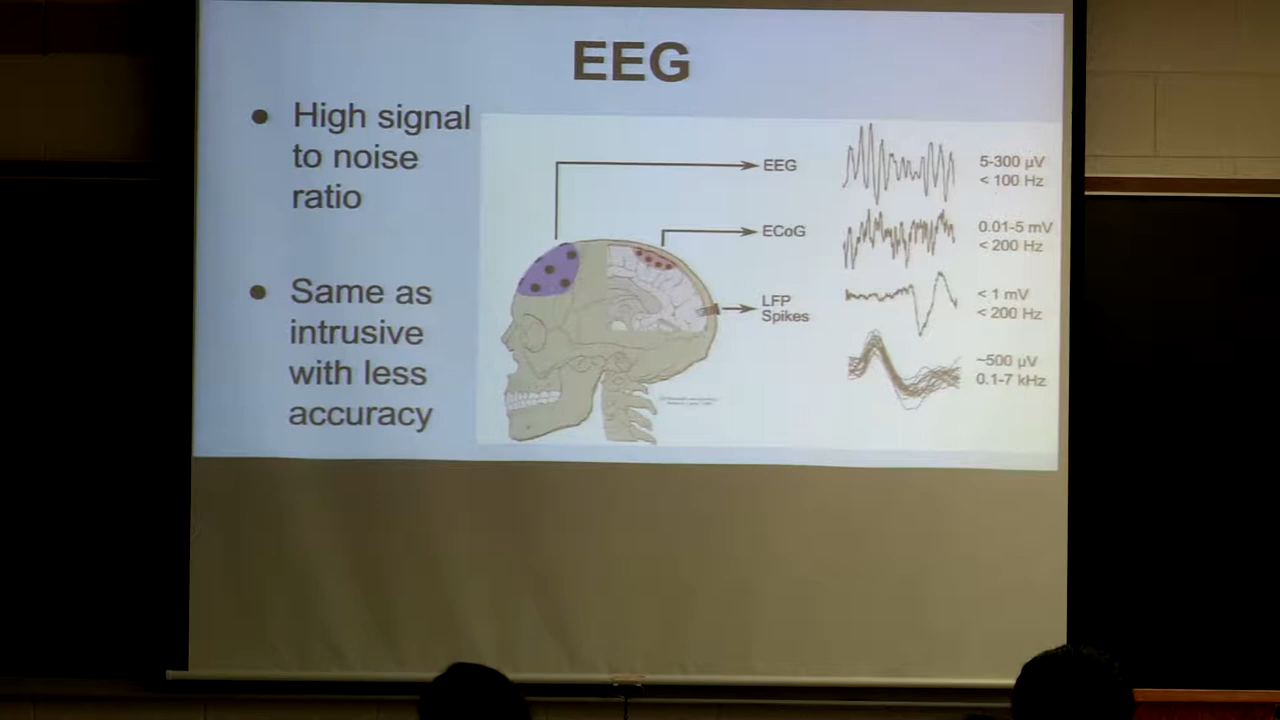 EEG
● High signal
to noise
ratio
● Same as
intrusive
with less
accuracy
EEG
5-300 µV
< 100 Hz
ECoG
0.01-5 mV
< 200 Hz
LFP
Spikes
< 1 mV
< 200 Hz
~500 µV
0.1-7 kHz